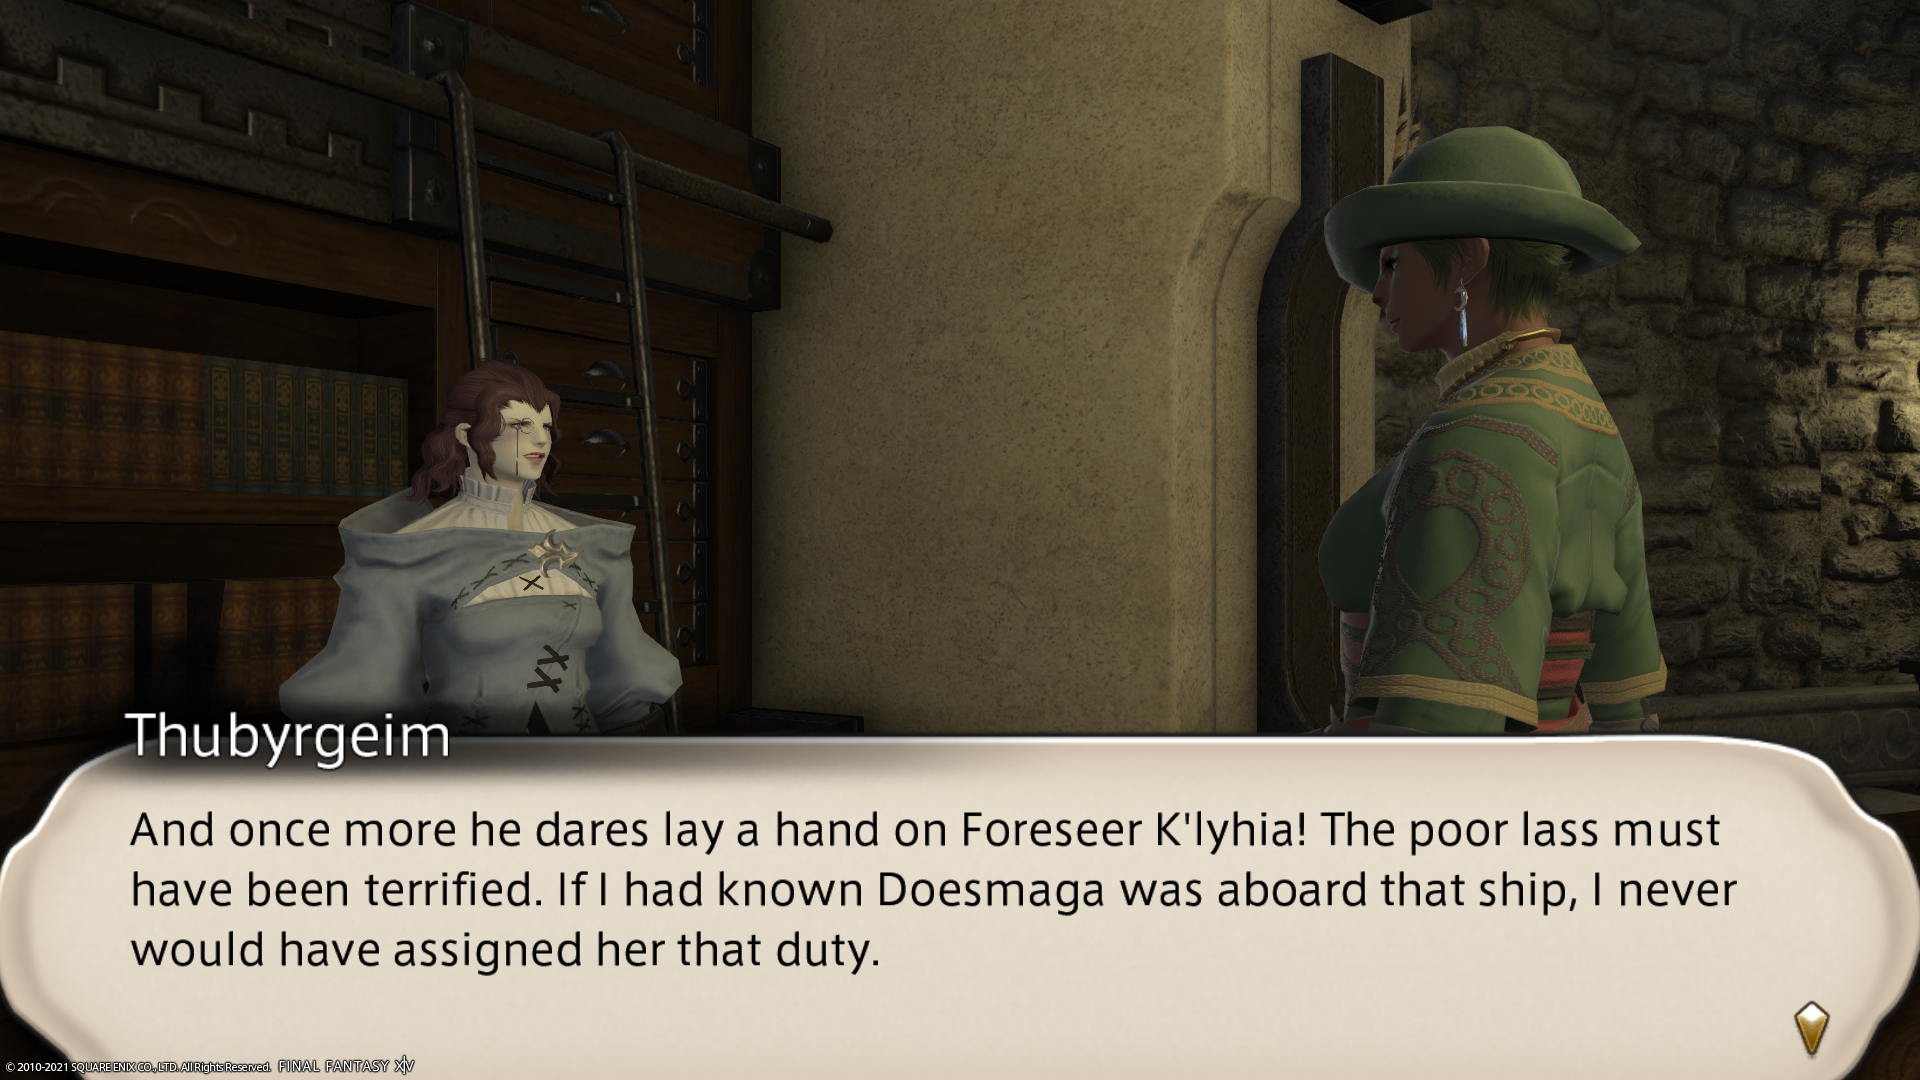 Thubyrgeim
And once more he dares lay a hand on Foreseer K'lyhia! The poor lass must
have been terrified. If I had known Doesmaga was aboard that ship, I never
would have assigned her that duty.
© 2010-2021 SQUARE ENIX CO., LTD. All Rights Reserved. FINAL FANTASY XIV